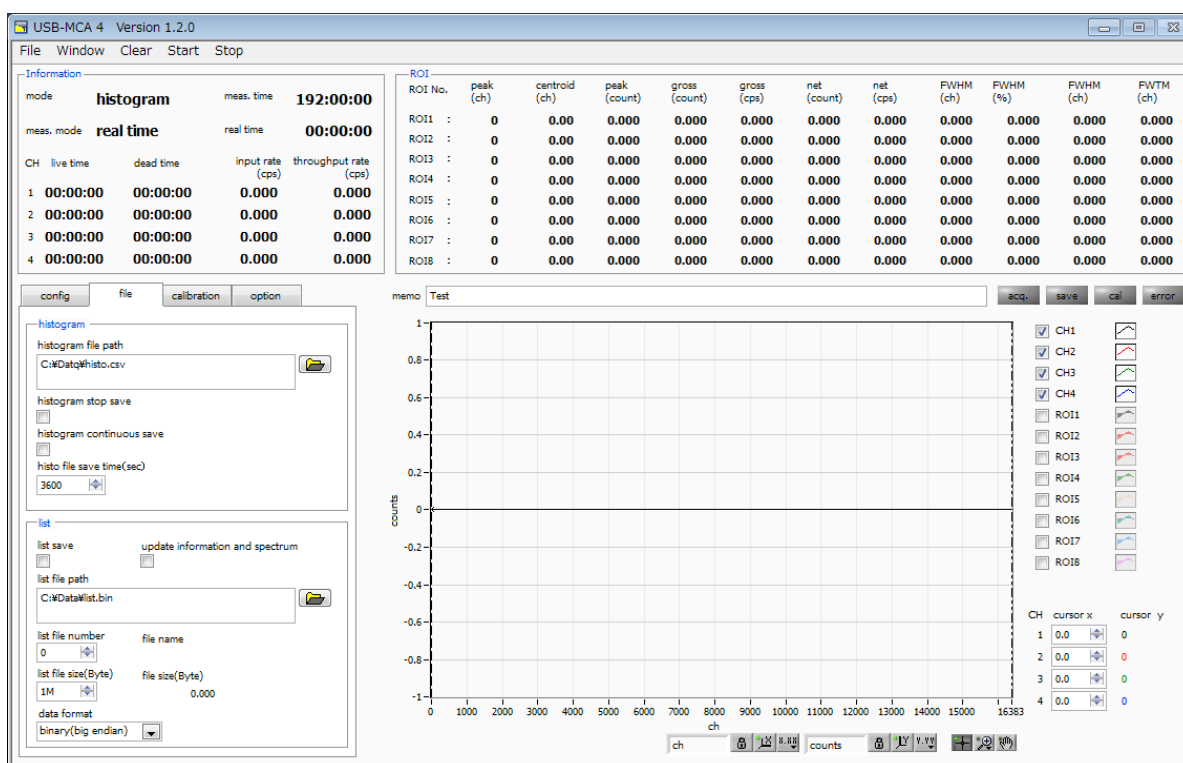 USB-MCA 4 Version 1.2.0
File Window Clear Start Stop
Information
mode histogram meas. time 192:00:00
meas. mode real time real time 00:00:00
CH live time dead time input rate (cps) throughput rate (cps)
1 00:00:00 00:00:00 0.000 0.000
2 00:00:00 00:00:00 0.000 0.000
3 00:00:00 00:00:00 0.000 0.000
4 00:00:00 00:00:00 0.000 0.000
ROI
ROI No. peak (ch) centroid (ch) peak (count) gross (count) gross (cps) net (count) net (cps) FWHM (ch) FWHM (%) FWHM (ch) FWTM (ch)
ROI1 : 0 0.00 0.000 0.000 0.000 0.000 0.000 0.000 0.000 0.000 0.000
ROI2 : 0 0.00 0.000 0.000 0.000 0.000 0.000 0.000 0.000 0.000 0.000
ROI3 : 0 0.00 0.000 0.000 0.000 0.000 0.000 0.000 0.000 0.000 0.000
ROI4 : 0 0.00 0.000 0.000 0.000 0.000 0.000 0.000 0.000 0.000 0.000
ROI5 : 0 0.00 0.000 0.000 0.000 0.000 0.000 0.000 0.000 0.000 0.000
ROI6 : 0 0.00 0.000 0.000 0.000 0.000 0.000 0.000 0.000 0.000 0.000
ROI7 : 0 0.00 0.000 0.000 0.000 0.000 0.000 0.000 0.000 0.000 0.000
ROI8 : 0 0.00 0.000 0.000 0.000 0.000 0.000 0.000 0.000 0.000 0.000
config file calibration option
histogram
histogram file path
C:¥Datq¥histo.csv
histogram stop save
histogram continuous save
histo file save time(sec)
3600
list
list save update information and spectrum
list file path
C:¥Data¥list.bin
list file number file name
0
list file size(Byte) file size(Byte)
1M 0.000
data format
binary(big endian)
memo Test
acq. save cal error
1
0.8
0.6
0.4
0.2
0
-0.2
-0.4
-0.6
-0.8
-1
counts
0 1000 2000 3000 4000 5000 6000 7000 8000 9000 10000 11000 12000 13000 14000 15000 16383
ch
ch X X.XX counts Y Y.YY
CH1
CH2
CH3
CH4
ROI1
ROI2
ROI3
ROI4
ROI5
ROI6
ROI7
ROI8
CH cursor x cursor y
1 0.0 0
2 0.0 0
3 0.0 0
4 0.0 0